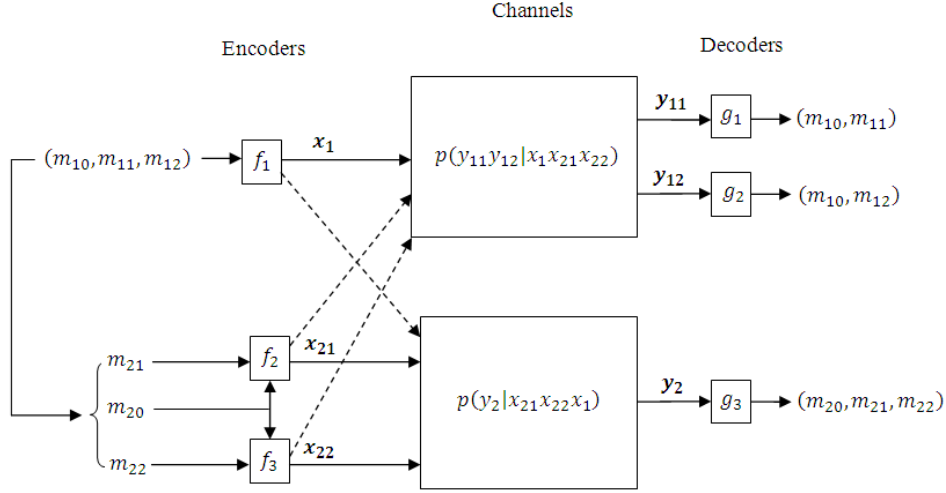 Channels
Encoders
Decoders
(m₁₀,m₁₁,m₁₂)
f₁
x₁
p(y₁₁y₁₂|x₁x₂₁x₂₂)
y₁₁
g₁
(m₁₀,m₁₁)
y₁₂
g₂
(m₁₀,m₁₂)
m₂₁
f₂
x₂₁
m₂₀
m₂₂
f₃
x₂₂
p(y₂|x₂₁x₂₂x₁)
y₂
g₃
(m₂₀,m₂₁,m₂₂)